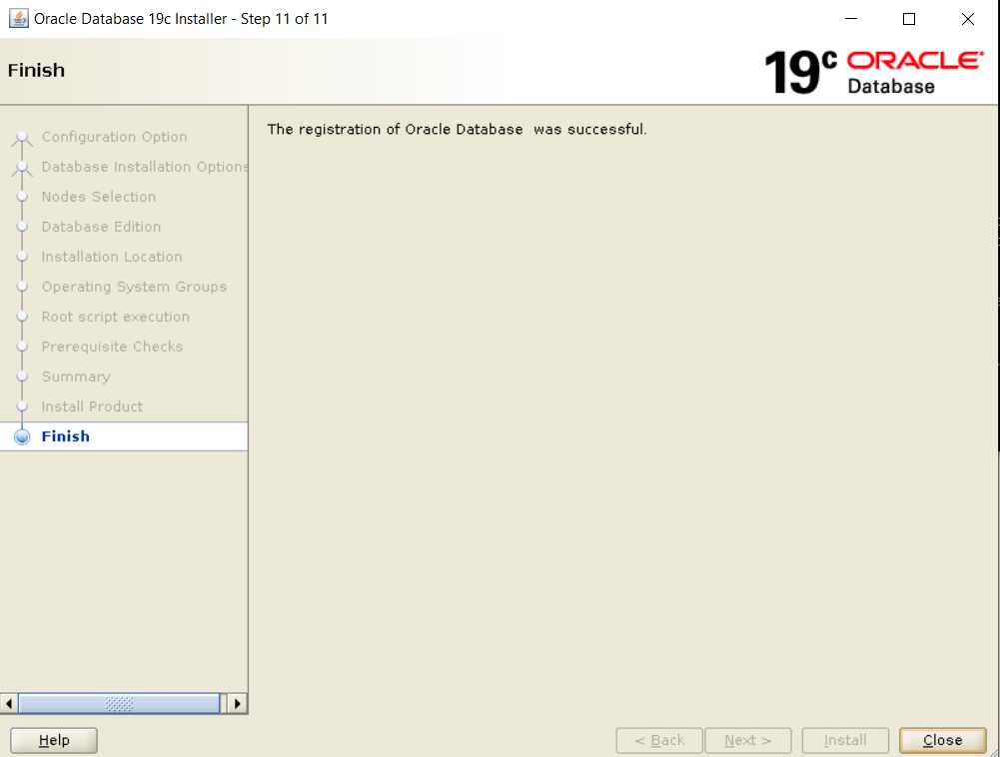 Oracle Database 19c Installer - Step 11 of 11
Finish
19c ORACLE
Database
Configuration Option
Database Installation Options
Nodes Selection
Database Edition
Installation Location
Operating System Groups
Root script execution
Prerequisite Checks
Summary
Install Product
Finish
The registration of Oracle Database  was successful.
Help
< Back
Next >
Install
Close